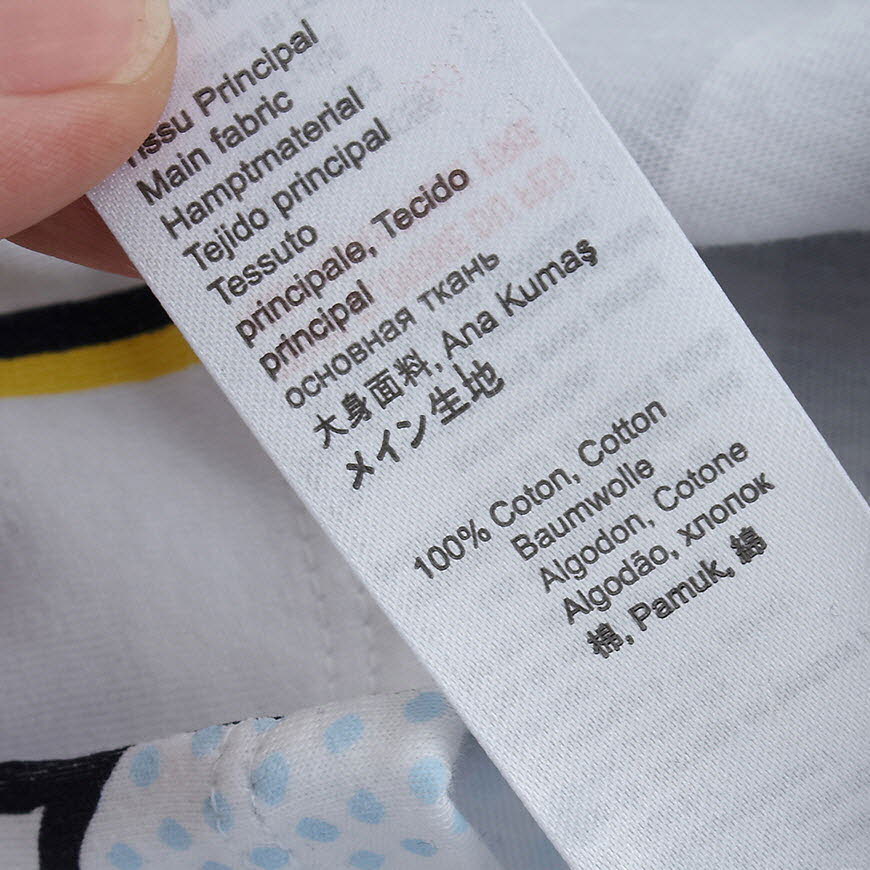 Tissu Principal
Main fabric
Hamptmaterial
Tejido principal
Tessuto
principale, Tecido
principal
основная ткань
大身面料, Ana Kumaş
メイン生地
100% Coton, Cotton
Baumwolle
Algodon, Cotone
Algodão, хлопок
棉, Pamuk, 綿